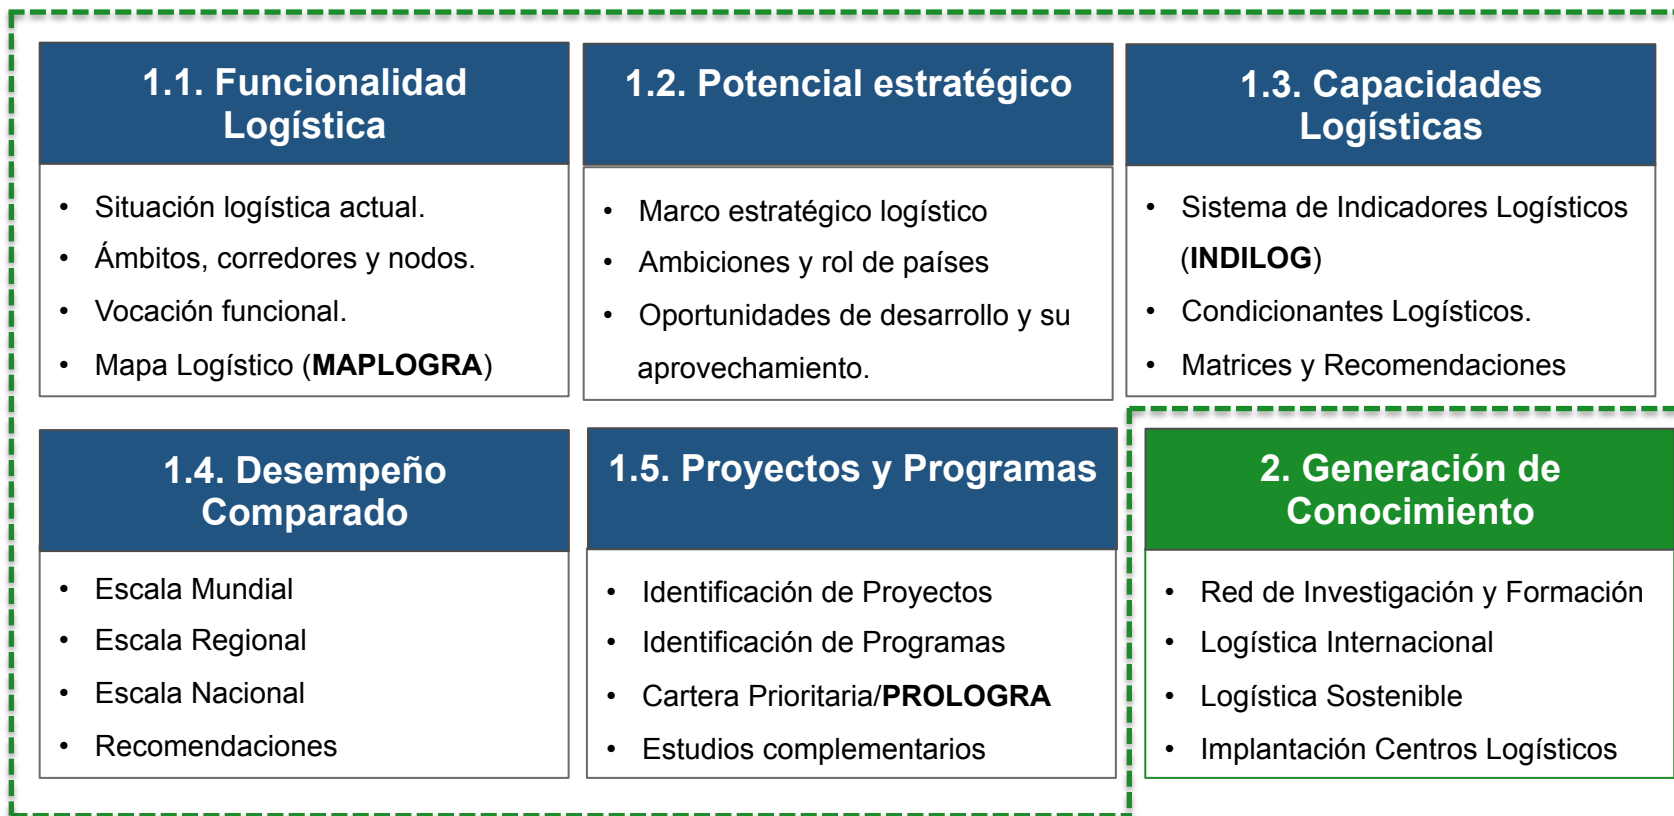 1.1. Funcionalidad
Logística
• Situación logística actual.
• Ámbitos, corredores y nodos.
• Vocación funcional.
• Mapa Logístico (MAPLOGRA)
1.2. Potencial estratégico
• Marco estratégico logístico
• Ambiciones y rol de países
• Oportunidades de desarrollo y su
aprovechamiento.
1.3. Capacidades
Logísticas
• Sistema de Indicadores Logísticos
(INDILOG)
• Condicionantes Logísticos.
• Matrices y Recomendaciones
1.4. Desempeño
Comparado
• Escala Mundial
• Escala Regional
• Escala Nacional
• Recomendaciones
1.5. Proyectos y Programas
• Identificación de Proyectos
• Identificación de Programas
• Cartera Prioritaria/PROLOGRA
• Estudios complementarios
2. Generación de
Conocimiento
• Red de Investigación y Formación
• Logística Internacional
• Logística Sostenible
• Implantación Centros Logísticos